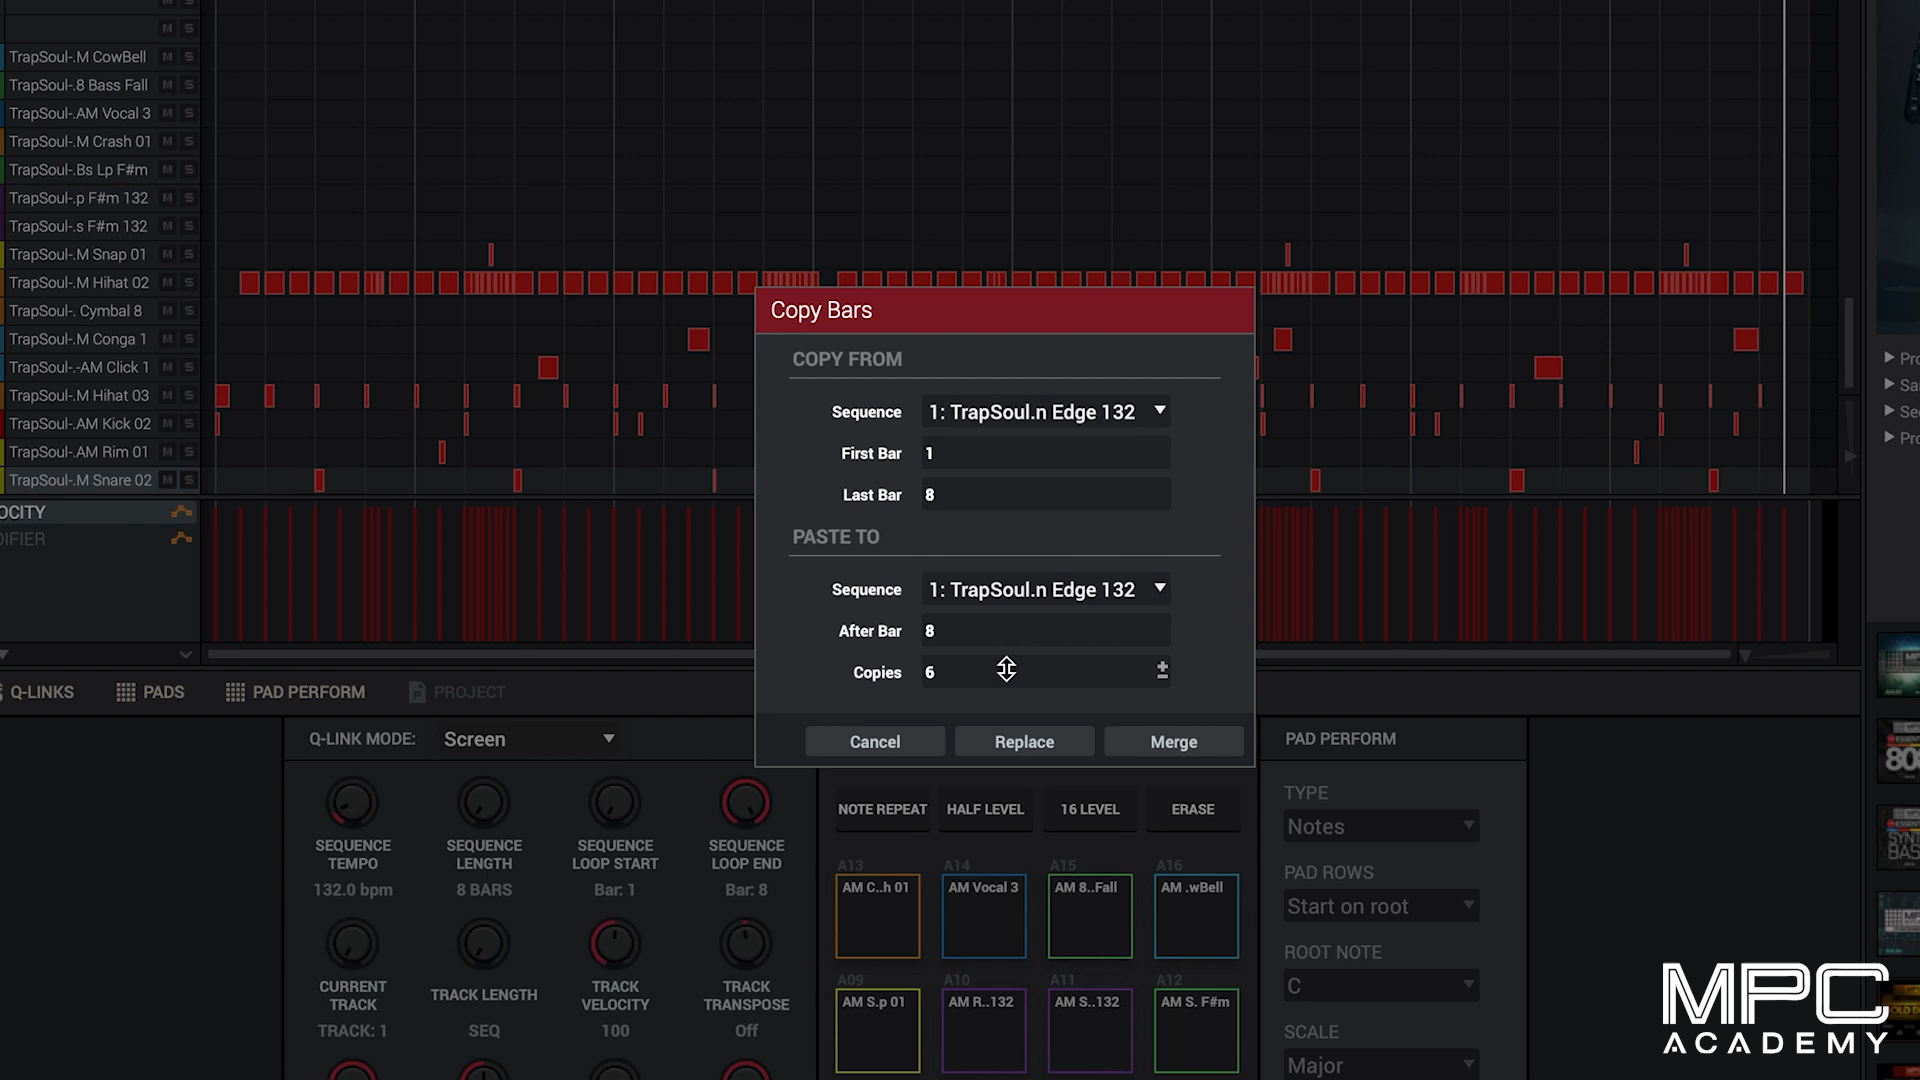 M S
TrapSoul-.M CowBell M S
TrapSoul-.8 Bass Fall M S
TrapSoul-.AM Vocal 3 M S
TrapSoul-.M Crash 01 M S
TrapSoul-.Bs Lp F#m M S
TrapSoul-.p F#m 132 M S
TrapSoul-.s F#m 132 M S
TrapSoul-.M Snap 01 M S
TrapSoul-.M Hihat 02 M S
TrapSoul-. Cymbal 8 M S
TrapSoul-.M Conga 1 M S
TrapSoul-.-AM Click 1 M S
TrapSoul-.M Hihat 03 M S
TrapSoul-.AM Kick 02 M S
TrapSoul-.AM Rim 01 M S
TrapSoul-.M Snare 02 M S
OCITY
DIFIER
Copy Bars
COPY FROM
Sequence 1: TrapSoul.n Edge 132
First Bar 1
Last Bar 8
PASTE TO
Sequence 1: TrapSoul.n Edge 132
After Bar 8
Copies 6
Cancel Replace Merge
Pro
Sa
Se
Pro
Q-LINKS PADS PAD PERFORM PROJECT
Q-LINK MODE: Screen
SEQUENCE TEMPO
132.0 bpm
SEQUENCE LENGTH
8 BARS
SEQUENCE LOOP START
Bar: 1
SEQUENCE LOOP END
Bar: 8
CURRENT TRACK
TRACK: 1
TRACK LENGTH
SEQ
TRACK VELOCITY
100
TRACK TRANSPOSE
Off
NOTE REPEAT HALF LEVEL 16 LEVEL ERASE
A13 A14 A15 A16
AM C..h 01 AM Vocal 3 AM 8..Fall AM .wBell
A09 A10 A11 A12
AM S.p 01 AM R..132 AM S..132 AM S. F#m
PAD PERFORM
TYPE
Notes
PAD ROWS
Start on root
ROOT NOTE
C
SCALE
Major
MPC
ACADEMY